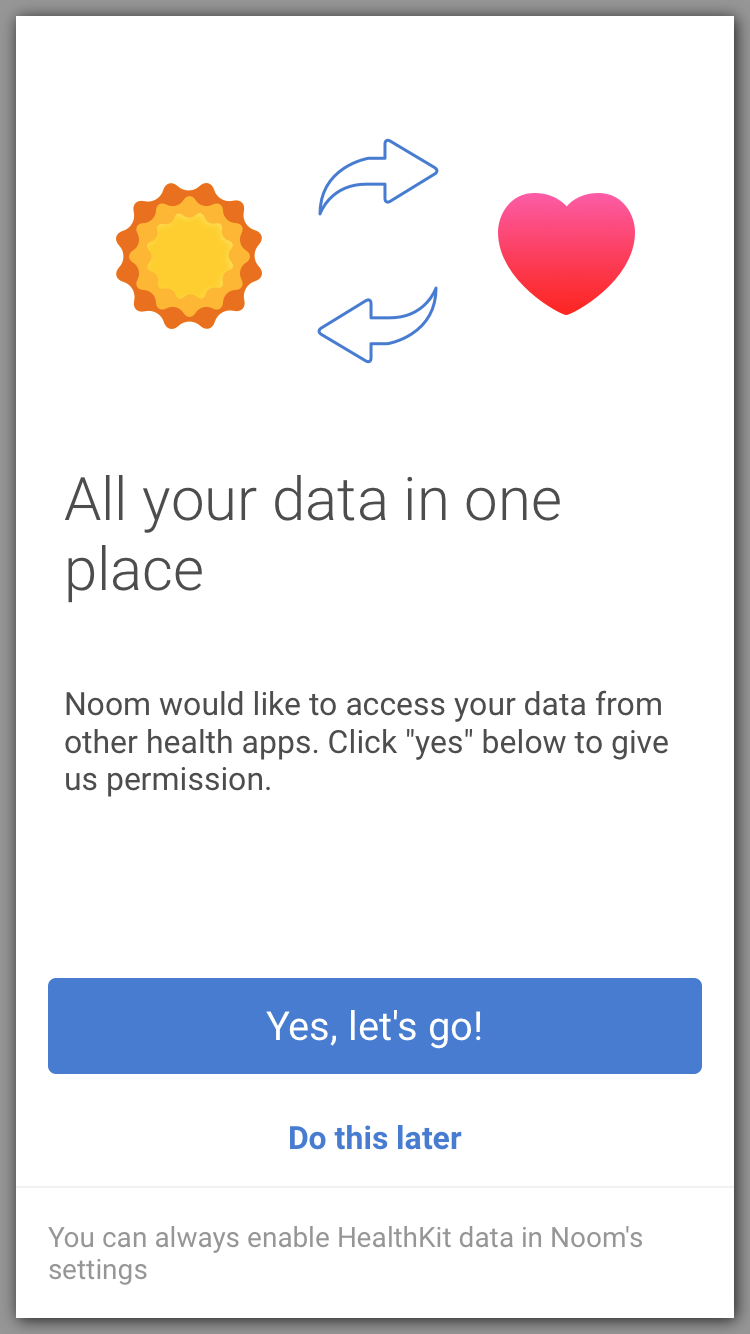 All your data in one
place
Noom would like to access your data from
other health apps. Click "yes" below to give
us permission.
Yes, let's go!
Do this later
You can always enable HealthKit data in Noom's
settings